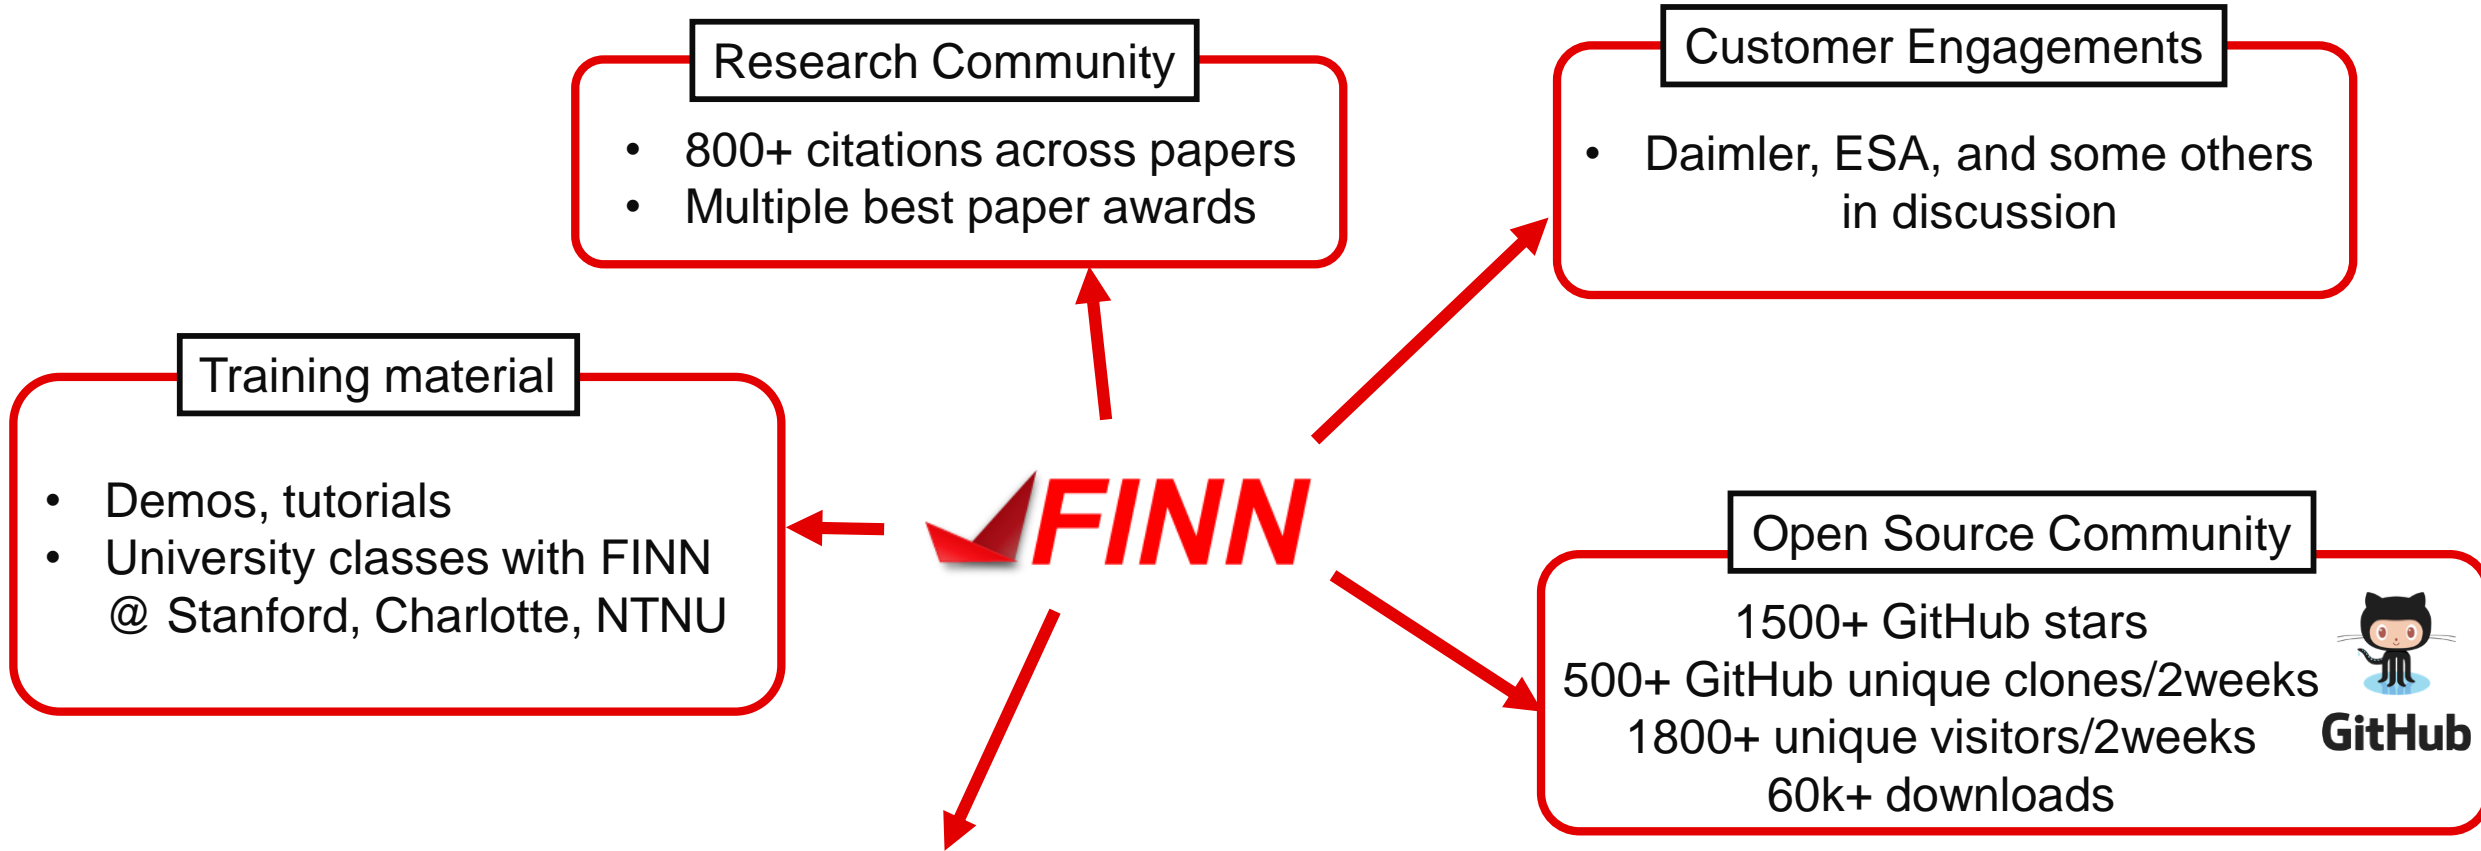 Research Community
• 800+ citations across papers
• Multiple best paper awards
Customer Engagements
• Daimler, ESA, and some others
in discussion
Training material
• Demos, tutorials
• University classes with FINN
@ Stanford, Charlotte, NTNU
FINN
Open Source Community
1500+ GitHub stars
500+ GitHub unique clones/2weeks
1800+ unique visitors/2weeks
60k+ downloads
GitHub